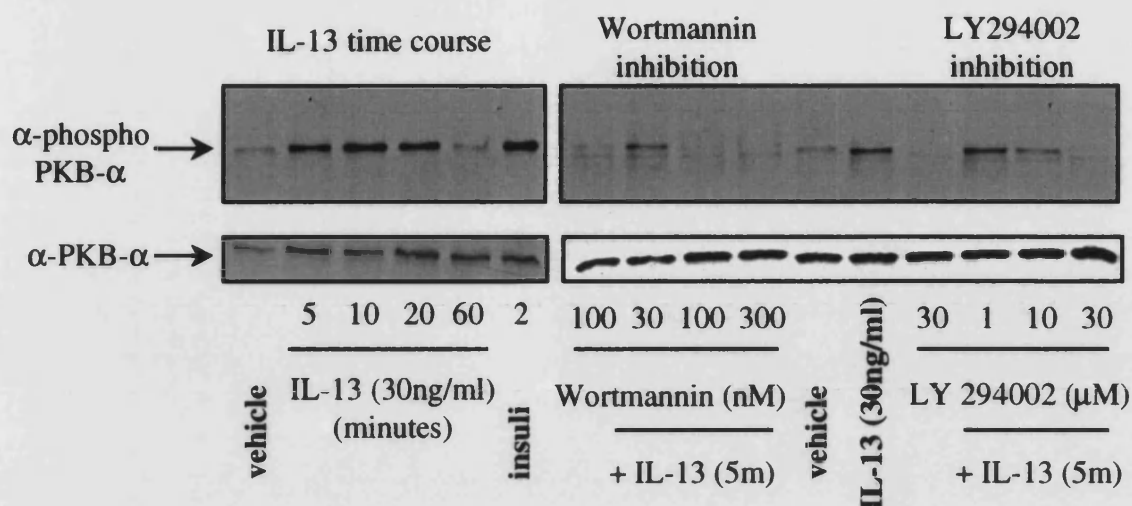 IL-13 time course
Wortmannin
inhibition
LY294002
inhibition
α-phospho
PKB-α
α-PKB-α
5 10 20 60 2
100 30 100 300
30 1 10 30
vehicle
IL-13 (30ng/ml)
(minutes)
insuli
Wortmannin (nM)
+ IL-13 (5m)
vehicle
IL-13 (30ng/ml)
LY 294002 (μM)
+ IL-13 (5m)